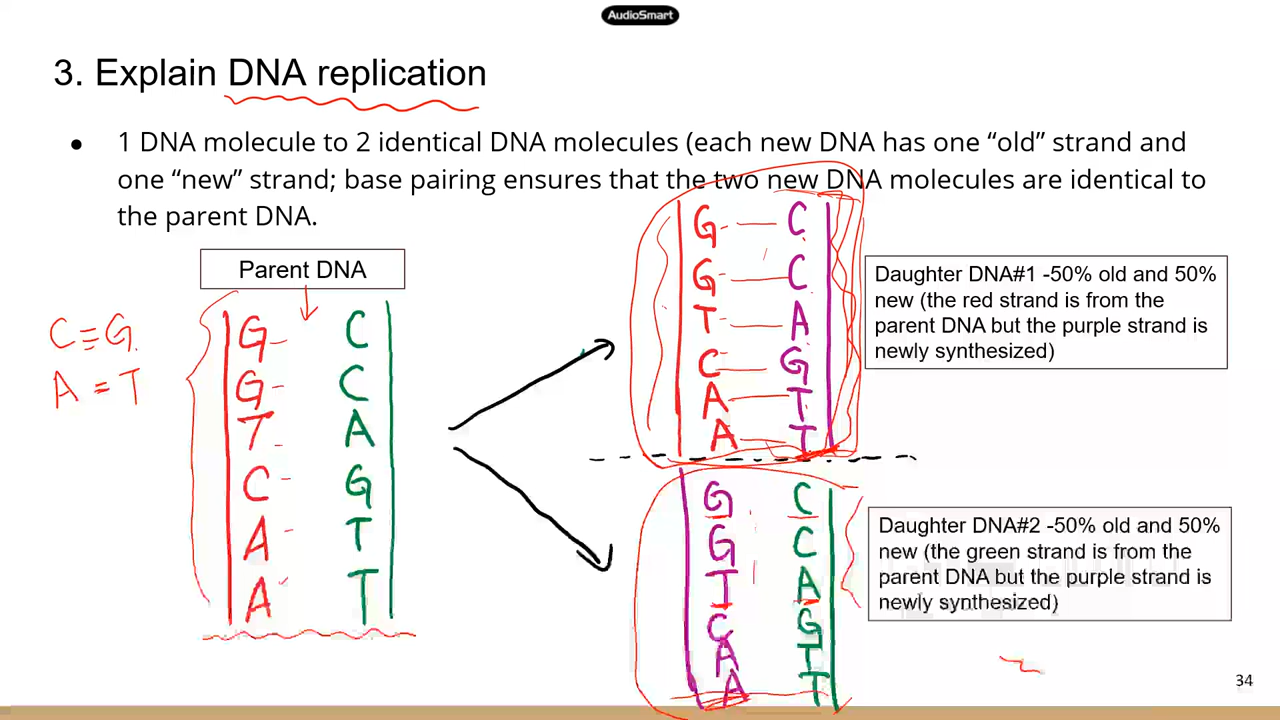 AudioSmart
3. Explain DNA replication
● 1 DNA molecule to 2 identical DNA molecules (each new DNA has one “old” strand and
one “new” strand; base pairing ensures that the two new DNA molecules are identical to
the parent DNA.
Parent DNA
C≡G
A=T
G C
G C
T A
C G
A T
A T
G C
G C
T A
C G
A T
A T
Daughter DNA#1 -50% old and 50%
new (the red strand is from the
parent DNA but the purple strand is
newly synthesized)
G C
G C
T A
C G
A T
A T
Daughter DNA#2 -50% old and 50%
new (the green strand is from the
parent DNA but the purple strand is
newly synthesized)
34